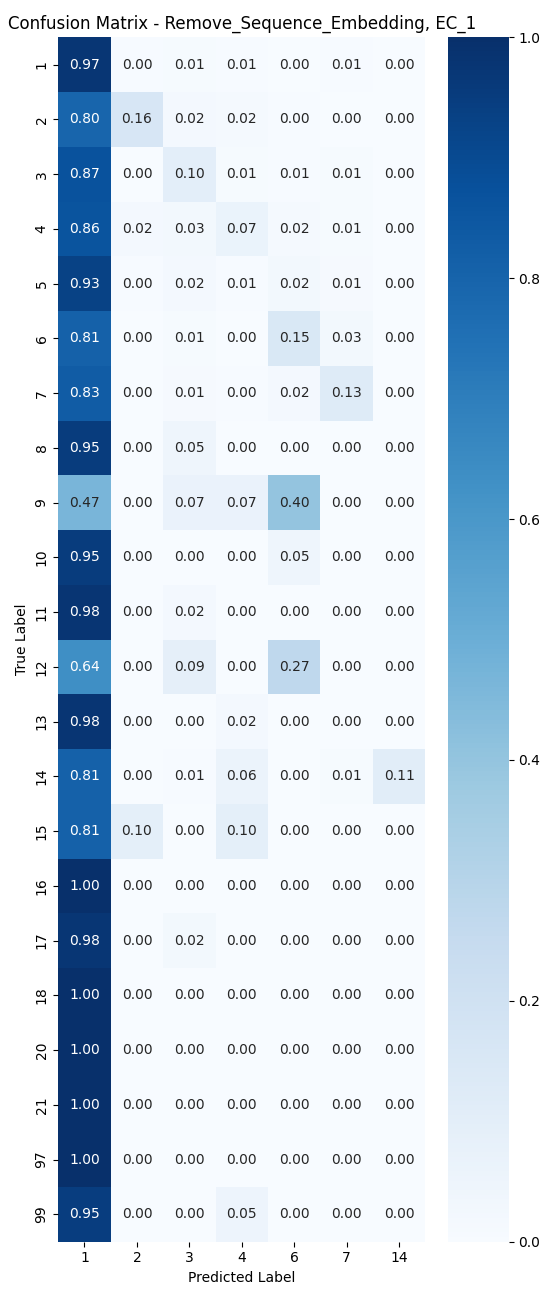 Confusion Matrix - Remove_Sequence_Embedding, EC_1
1 0.97 0.00 0.01 0.01 0.00 0.01 0.00
2 0.80 0.16 0.02 0.02 0.00 0.00 0.00
3 0.87 0.00 0.10 0.01 0.01 0.01 0.00
4 0.86 0.02 0.03 0.07 0.02 0.01 0.00
5 0.93 0.00 0.02 0.01 0.02 0.01 0.00
6 0.81 0.00 0.01 0.00 0.15 0.03 0.00
7 0.83 0.00 0.01 0.00 0.02 0.13 0.00
8 0.95 0.00 0.05 0.00 0.00 0.00 0.00
9 0.47 0.00 0.07 0.07 0.40 0.00 0.00
10 0.95 0.00 0.00 0.00 0.05 0.00 0.00
11 0.98 0.00 0.02 0.00 0.00 0.00 0.00
12 0.64 0.00 0.09 0.00 0.27 0.00 0.00
13 0.98 0.00 0.00 0.02 0.00 0.00 0.00
14 0.81 0.00 0.01 0.06 0.00 0.01 0.11
15 0.81 0.10 0.00 0.10 0.00 0.00 0.00
16 1.00 0.00 0.00 0.00 0.00 0.00 0.00
17 0.98 0.00 0.02 0.00 0.00 0.00 0.00
18 1.00 0.00 0.00 0.00 0.00 0.00 0.00
20 1.00 0.00 0.00 0.00 0.00 0.00 0.00
21 1.00 0.00 0.00 0.00 0.00 0.00 0.00
97 1.00 0.00 0.00 0.00 0.00 0.00 0.00
99 0.95 0.00 0.00 0.05 0.00 0.00 0.00
1 2 3 4 6 7 14
Predicted Label
True Label
1.0
0.8
0.6
0.4
0.2
0.0